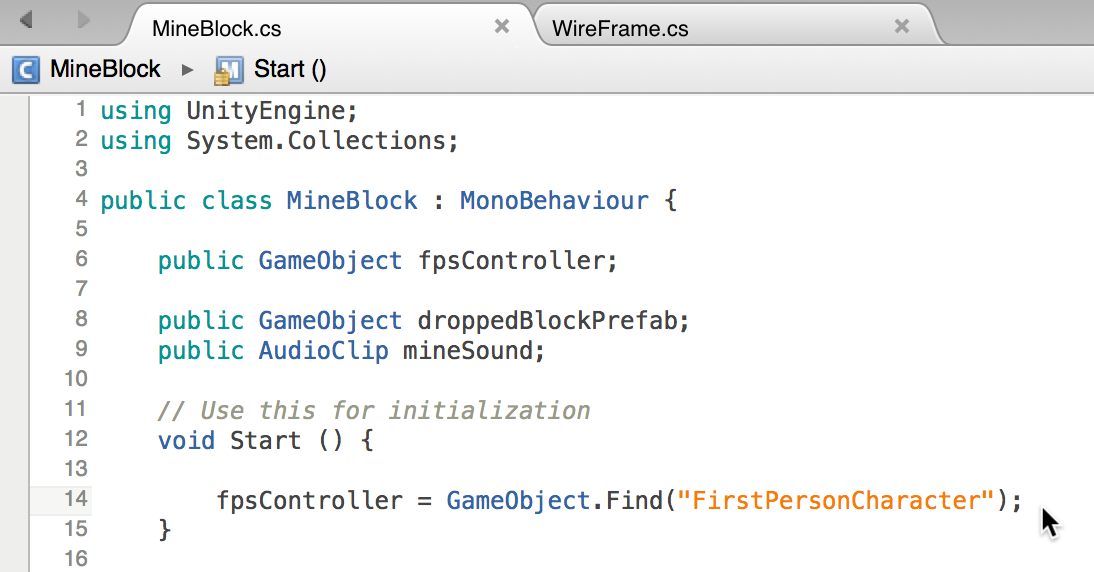 MineBlock.cs WireFrame.cs
MineBlock ▸ Start ()
1 using UnityEngine;
2 using System.Collections;
3
4 public class MineBlock : MonoBehaviour {
5
6     public GameObject fpsController;
7
8     public GameObject droppedBlockPrefab;
9     public AudioClip mineSound;
10
11     // Use this for initialization
12     void Start () {
13
14         fpsController = GameObject.Find("FirstPersonCharacter");
15     }
16